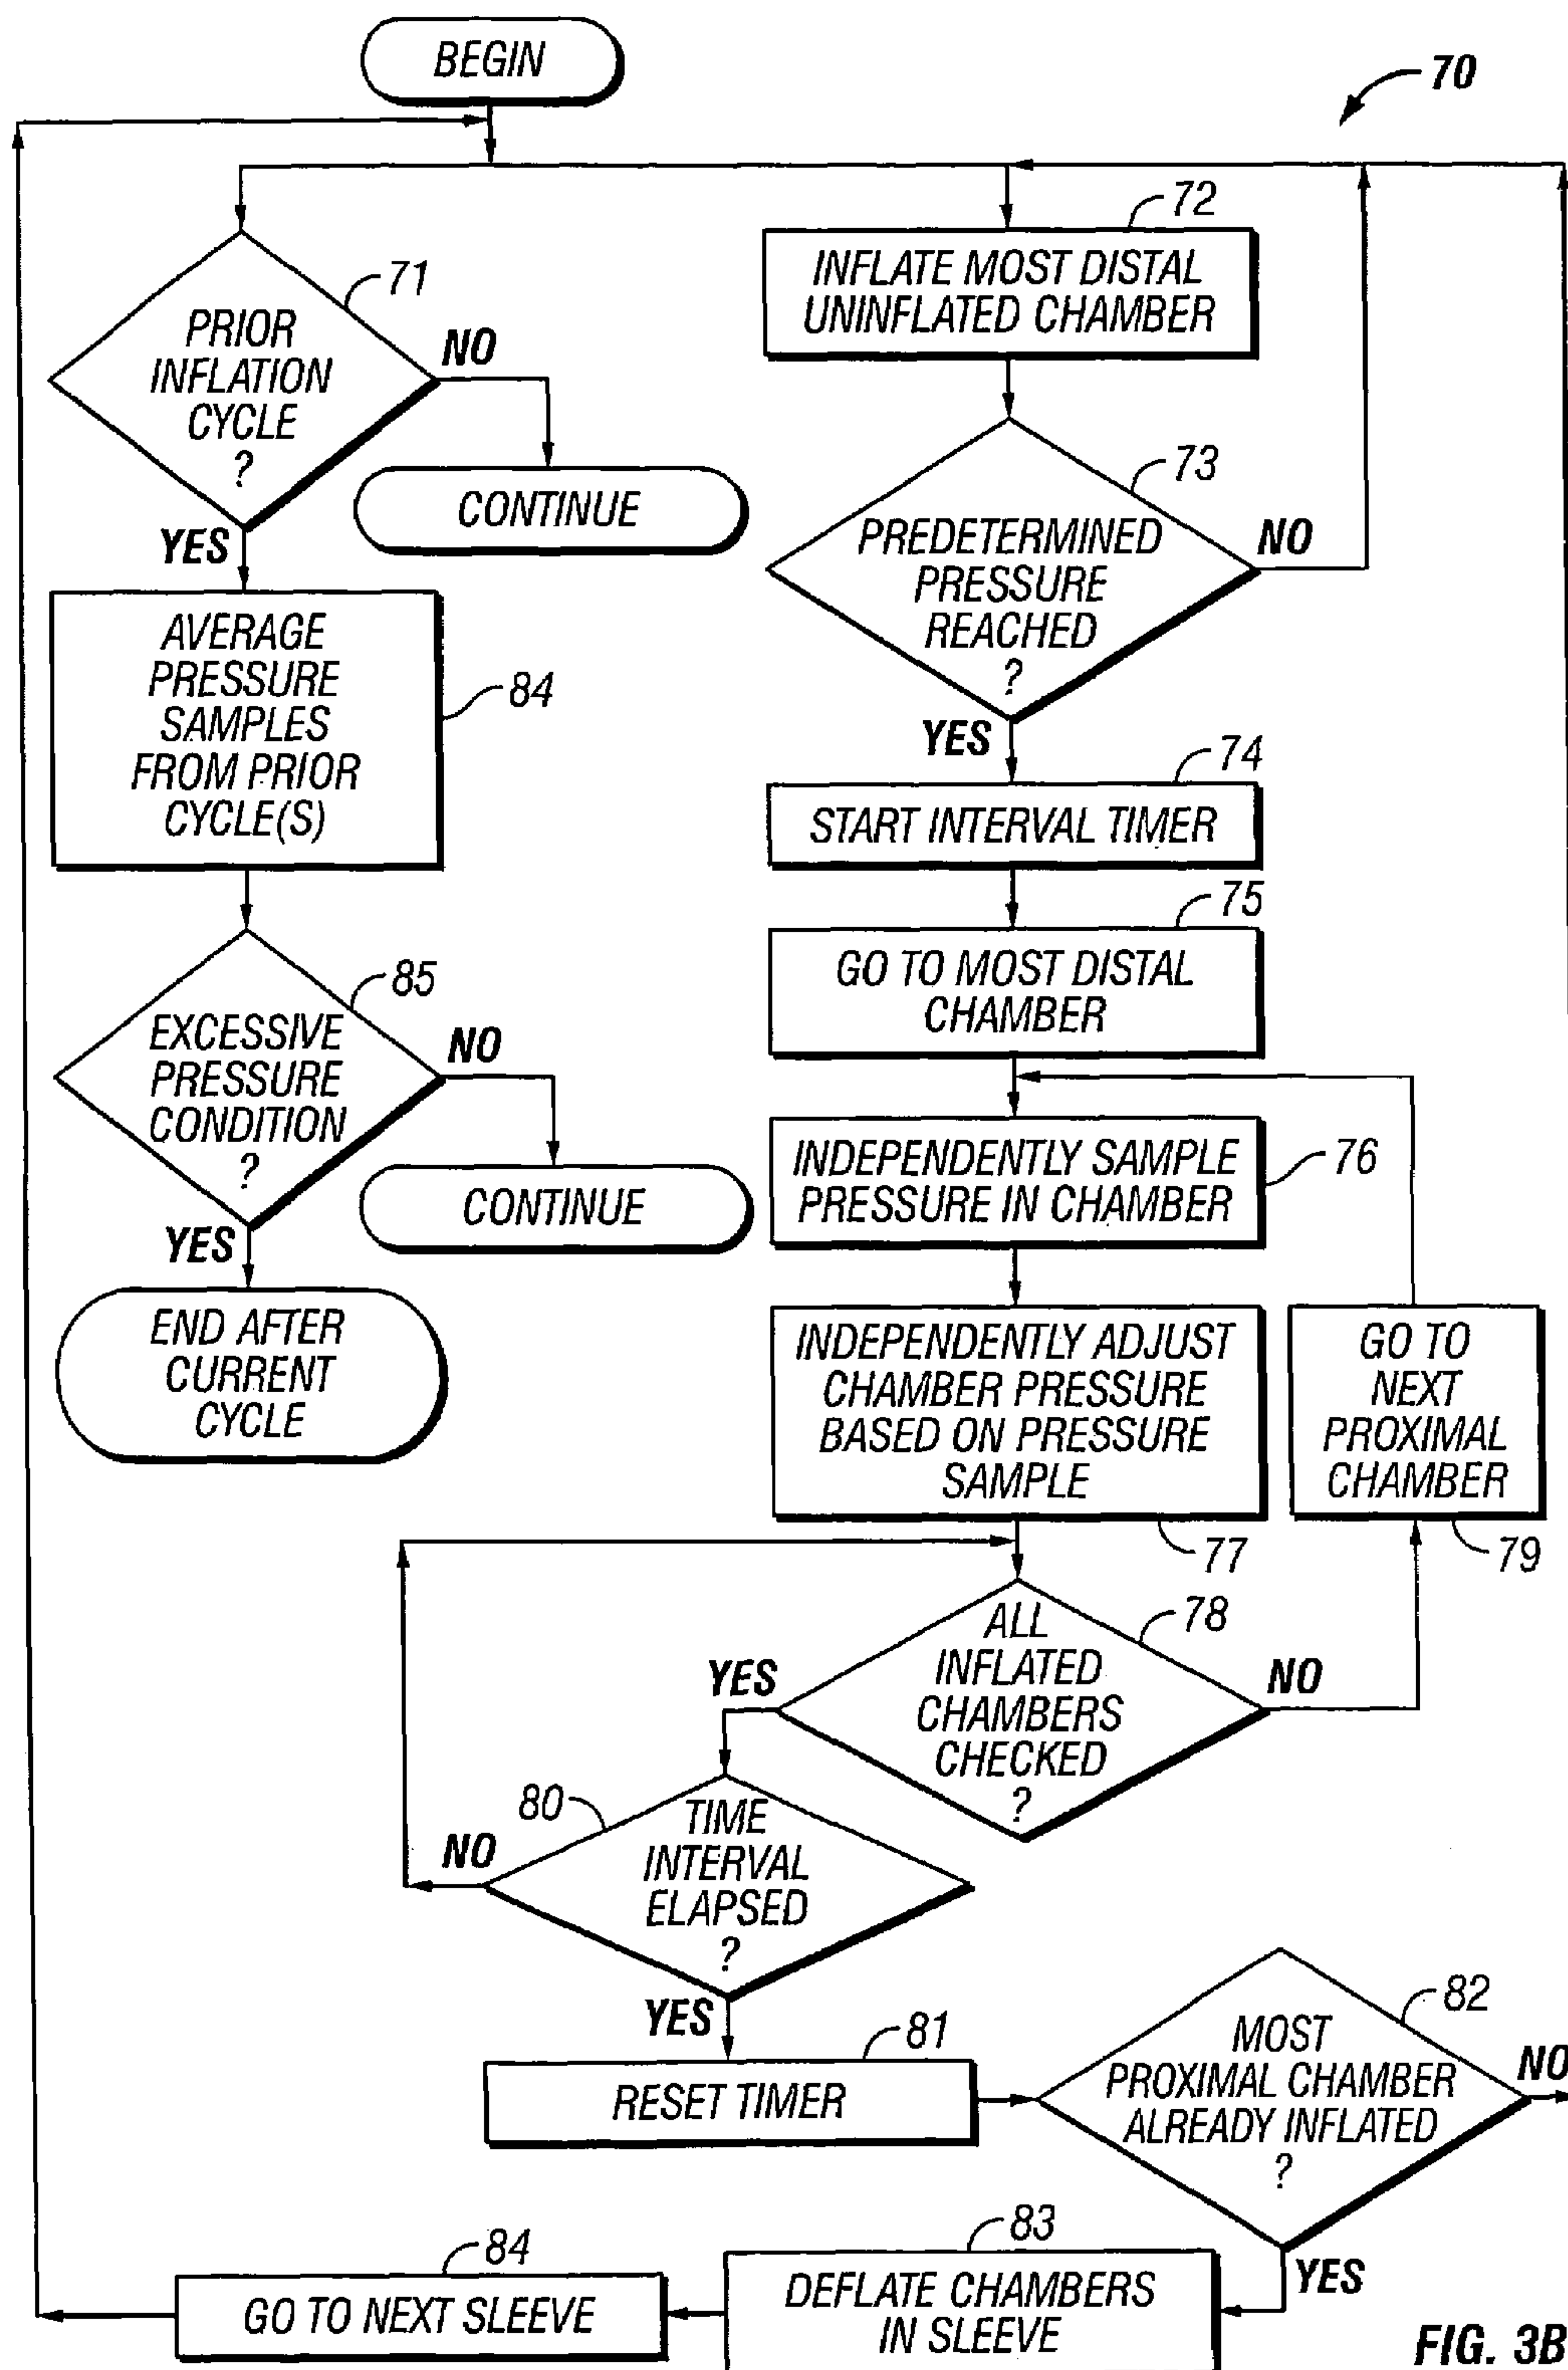 BEGIN
70
71
PRIOR
INFLATION
CYCLE
?
NO
CONTINUE
YES
AVERAGE
PRESSURE
SAMPLES
FROM PRIOR
CYCLE(S)
84
85
EXCESSIVE
PRESSURE
CONDITION
?
NO
CONTINUE
YES
END AFTER
CURRENT
CYCLE
72
INFLATE MOST DISTAL
UNINFLATED CHAMBER
73
PREDETERMINED
PRESSURE
REACHED
?
NO
YES
74
START INTERVAL TIMER
75
GO TO MOST DISTAL
CHAMBER
INDEPENDENTLY SAMPLE
PRESSURE IN CHAMBER
76
INDEPENDENTLY ADJUST
CHAMBER PRESSURE
BASED ON PRESSURE
SAMPLE
77
GO TO
NEXT
PROXIMAL
CHAMBER
79
78
ALL
INFLATED
CHAMBERS
CHECKED
?
YES
NO
80
TIME
INTERVAL
ELAPSED
?
NO
YES
81
RESET TIMER
82
MOST
PROXIMAL CHAMBER
ALREADY INFLATED
?
NO
YES
83
DEFLATE CHAMBERS
IN SLEEVE
84
GO TO NEXT SLEEVE
FIG. 3B